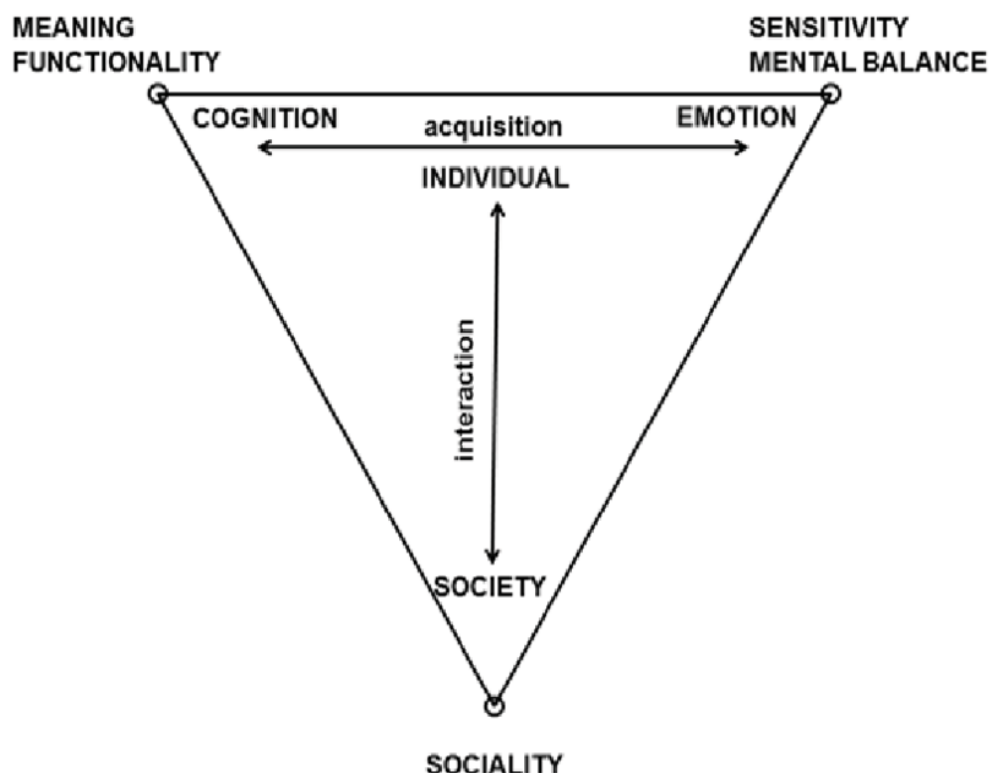 MEANING
FUNCTIONALITY
SENSITIVITY
MENTAL BALANCE
COGNITION
acquisition
EMOTION
INDIVIDUAL
interaction
SOCIETY
SOCIALITY